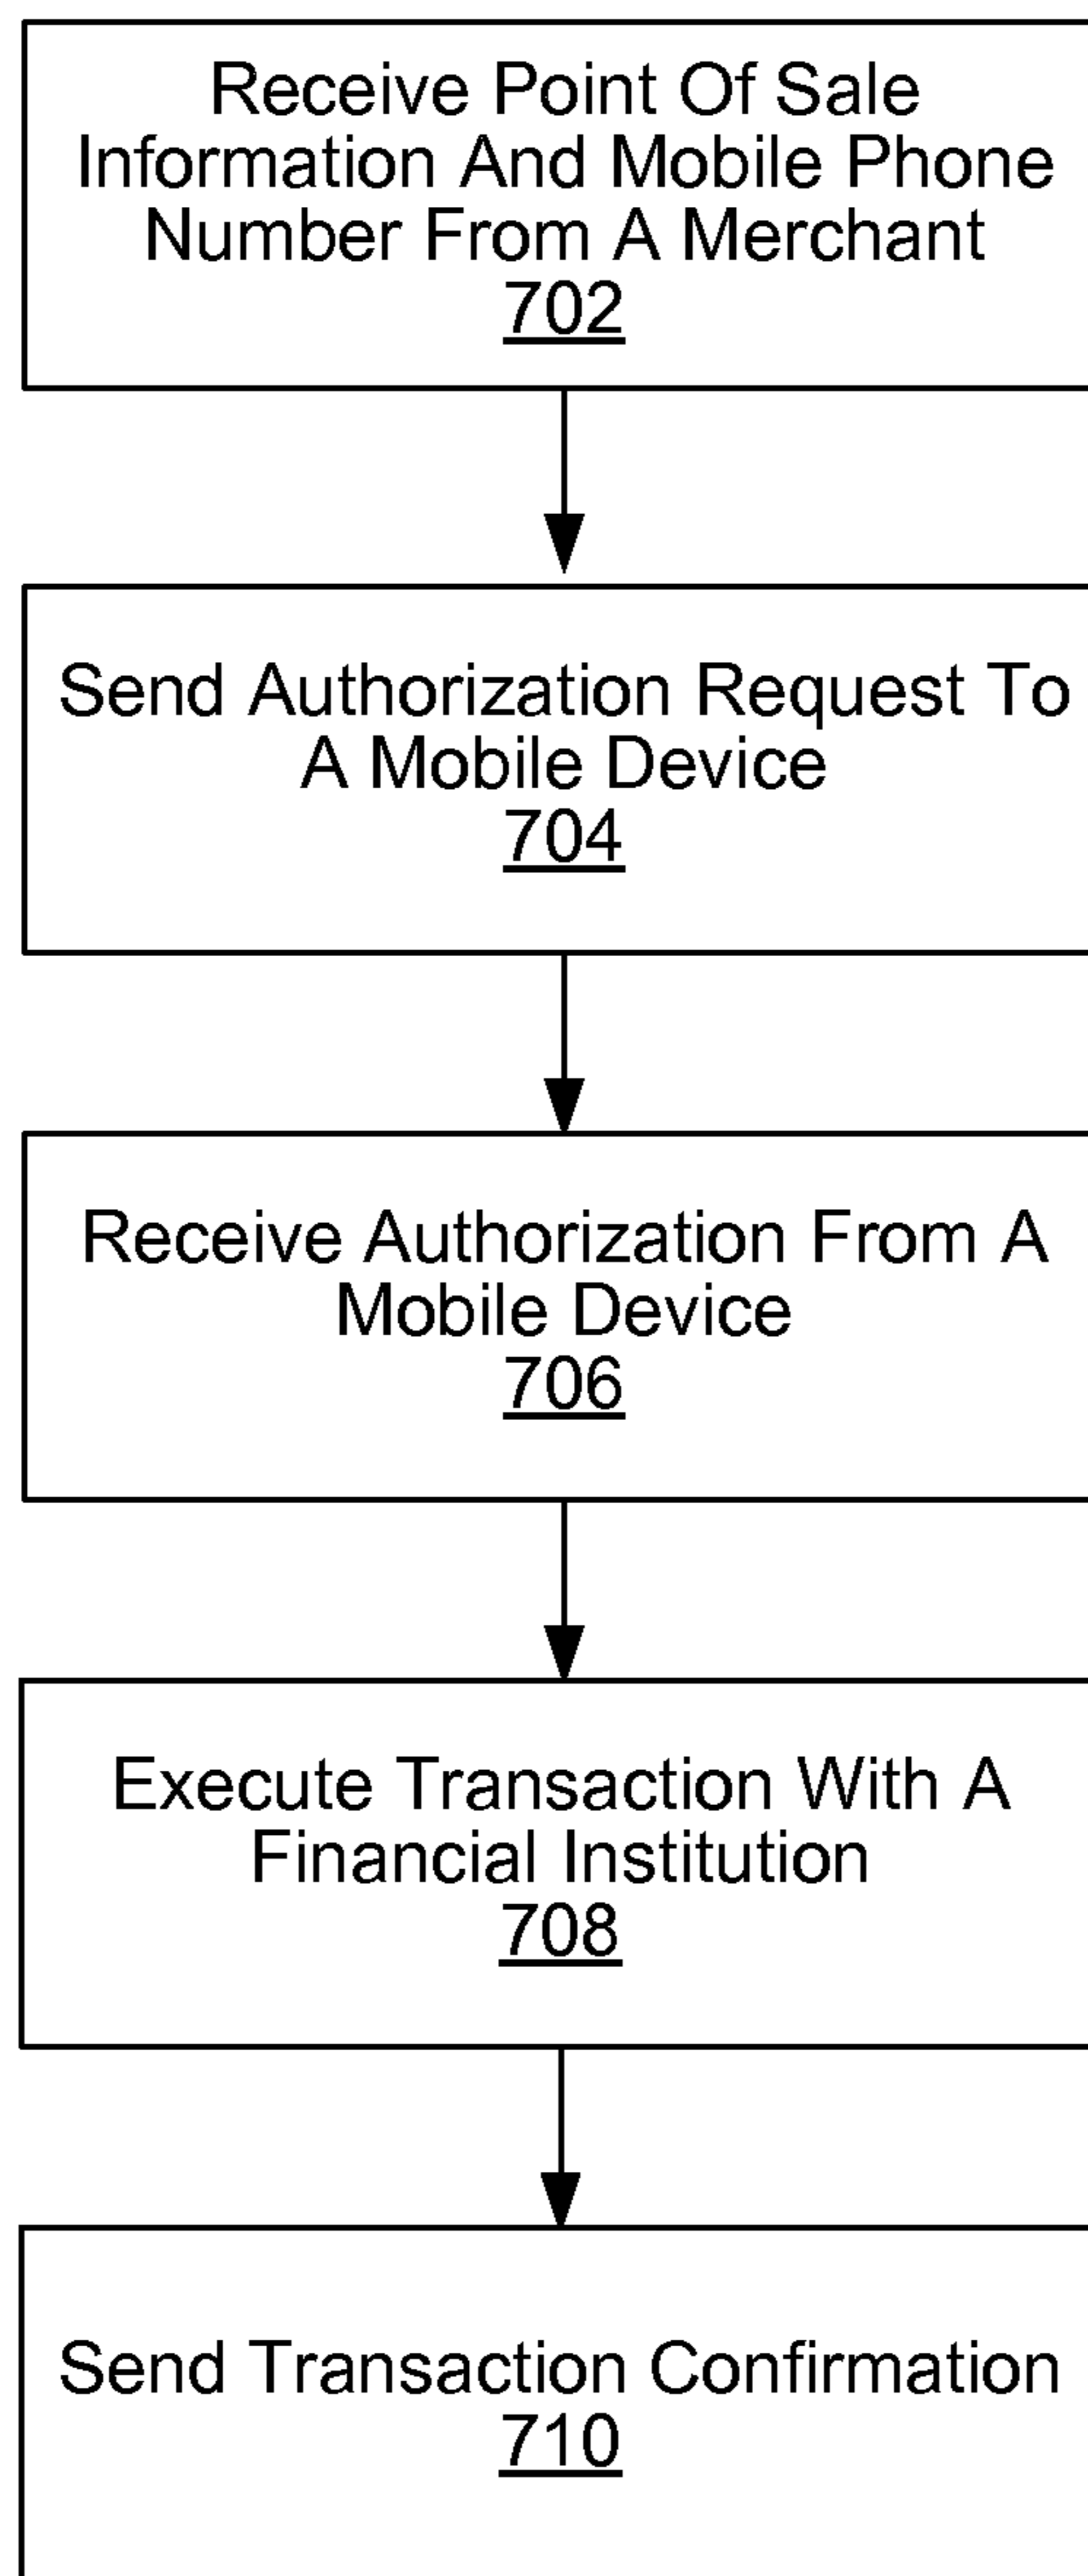 Receive Point Of Sale
Information And Mobile Phone
Number From A Merchant
702
Send Authorization Request To
A Mobile Device
704
Receive Authorization From A
Mobile Device
706
Execute Transaction With A
Financial Institution
708
Send Transaction Confirmation
710